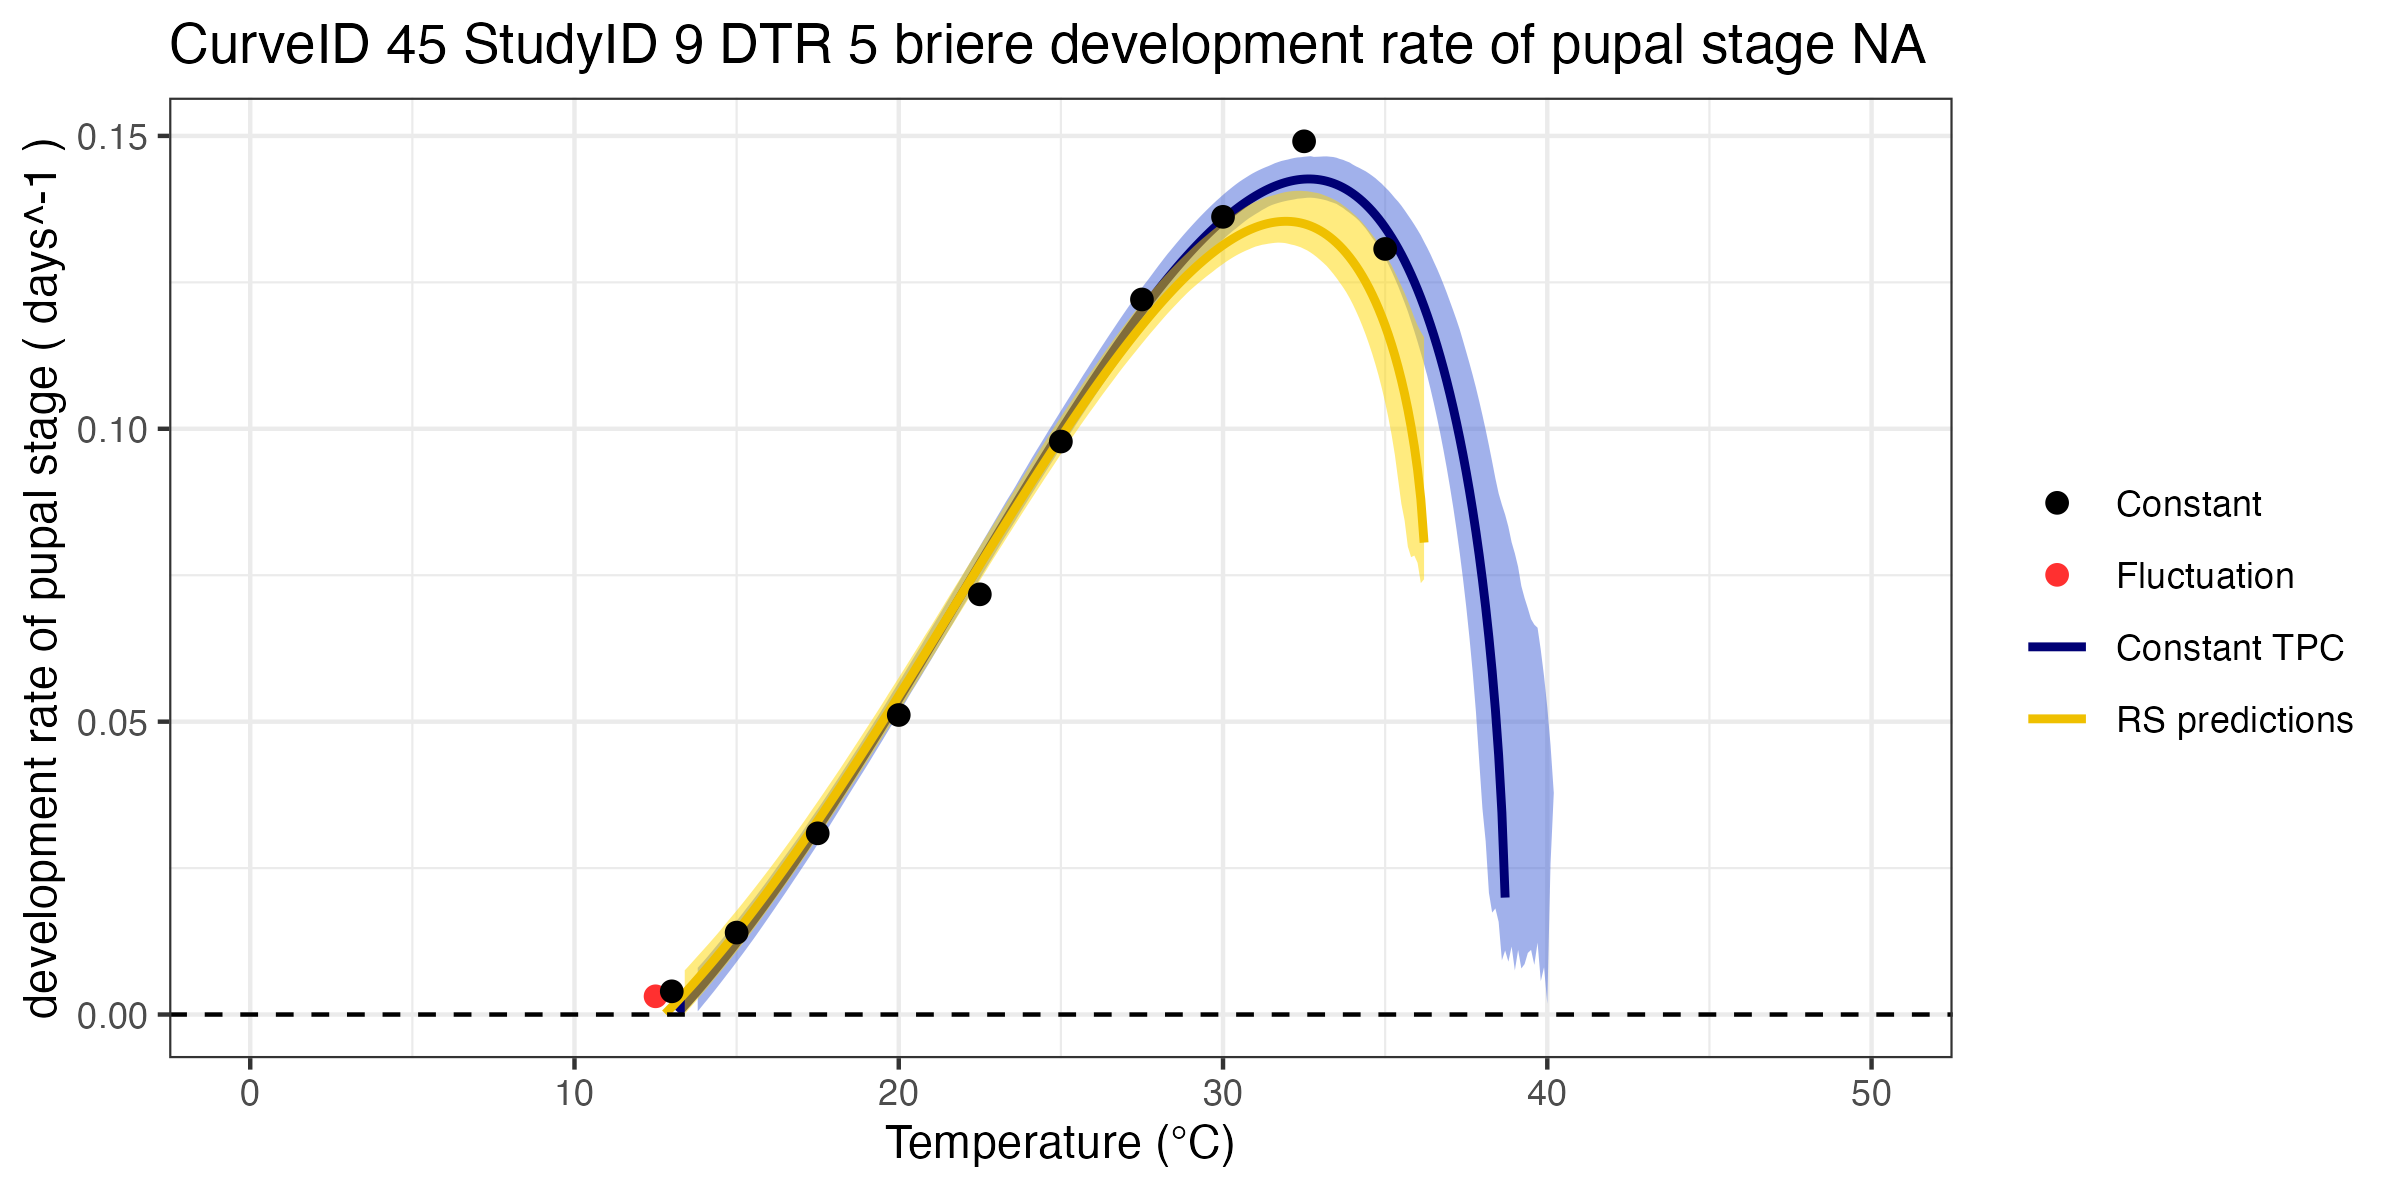 CurveID 45 StudyID 9 DTR 5 briere development rate of pupal stage NA
development rate of pupal stage ( days^-1 )
0.15
0.10
0.05
0.00
0
10
20
30
40
50
Temperature (°C)
Constant
Fluctuation
Constant TPC
RS predictions